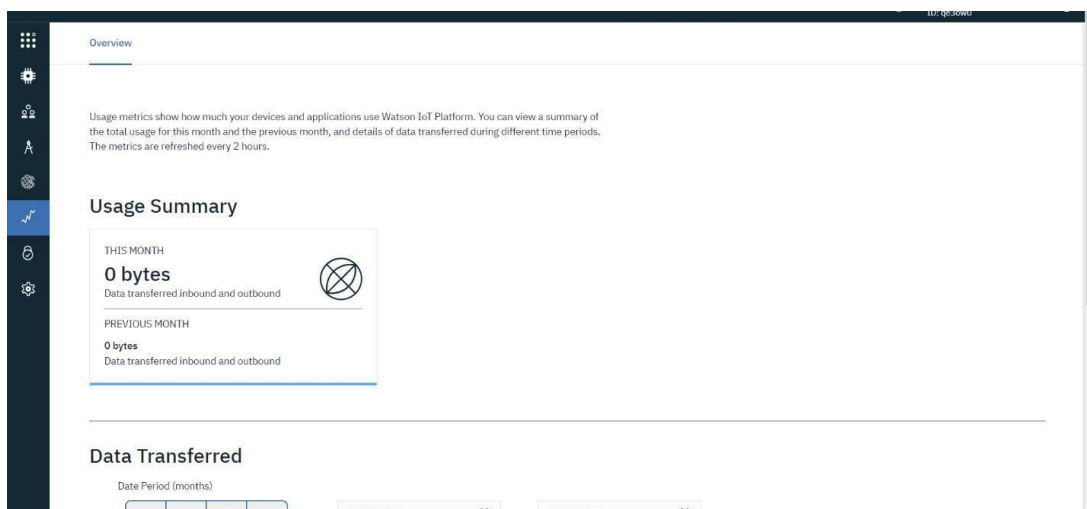 Overview
Usage metrics show how much your devices and applications use Watson IoT Platform. You can view a summary of
the total usage for this month and the previous month, and details of data transferred during different time periods.
The metrics are refreshed every 2 hours.
Usage Summary
THIS MONTH
0 bytes
Data transferred inbound and outbound
PREVIOUS MONTH
0 bytes
Data transferred inbound and outbound
Data Transferred
Date Period (months)